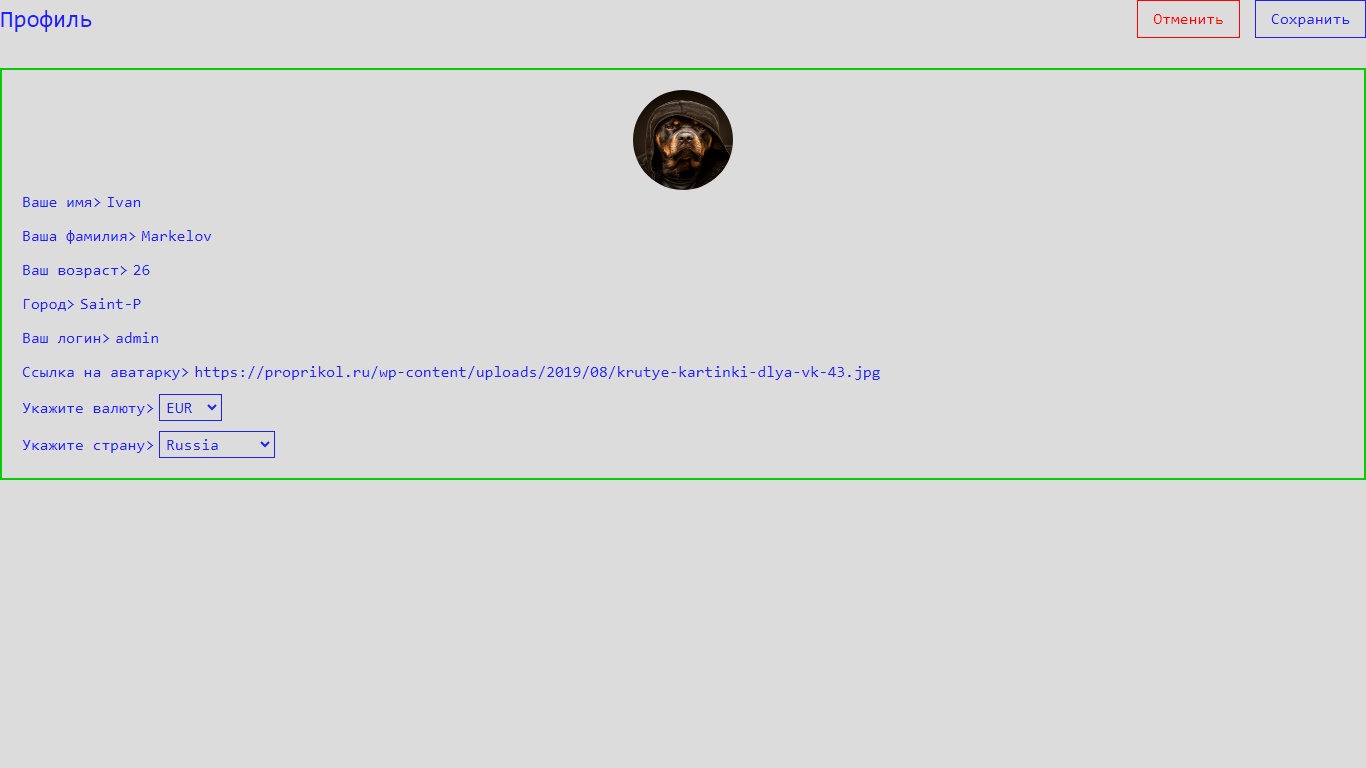 Профиль
Отменить
Сохранить
Ваше имя> Ivan
Ваша фамилия> Markelov
Ваш возраст> 26
Город> Saint-P
Ваш логин> admin
Ссылка на аватарку> https://proprikol.ru/wp-content/uploads/2019/08/krutye-kartinki-dlya-vk-43.jpg
Укажите валюту> EUR
Укажите страну> Russia